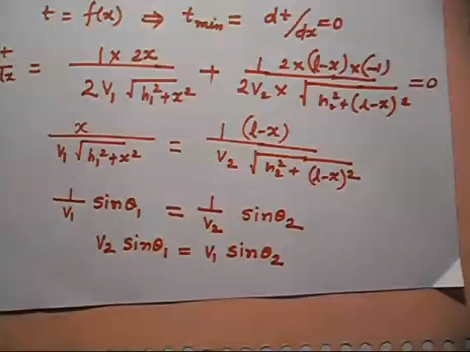 t = f(x) ⇒ t_min = dt/dx = 0
t/dx = (1 × 2x)/(2V₁ √(h₁²+x²)) + (1 2×(l-x)×(-1))/(2V₂ × √(h₂²+(l-x)²)) = 0
x/(V₁ √(h₁²+x²)) = (1 (l-x))/(V₂ √(h₂²+(l-x)²))
1/V₁ sinθ₁ = 1/V₂ sinθ₂
V₂ sinθ₁ = V₁ sinθ₂